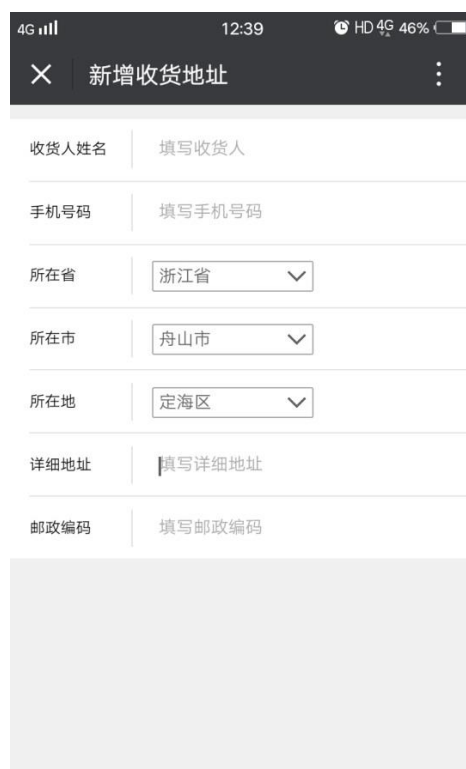 4G 12:39 HD 4G 46%
新增收货地址
收货人姓名 填写收货人
手机号码 填写手机号码
所在省 浙江省
所在市 舟山市
所在地 定海区
详细地址 填写详细地址
邮政编码 填写邮政编码